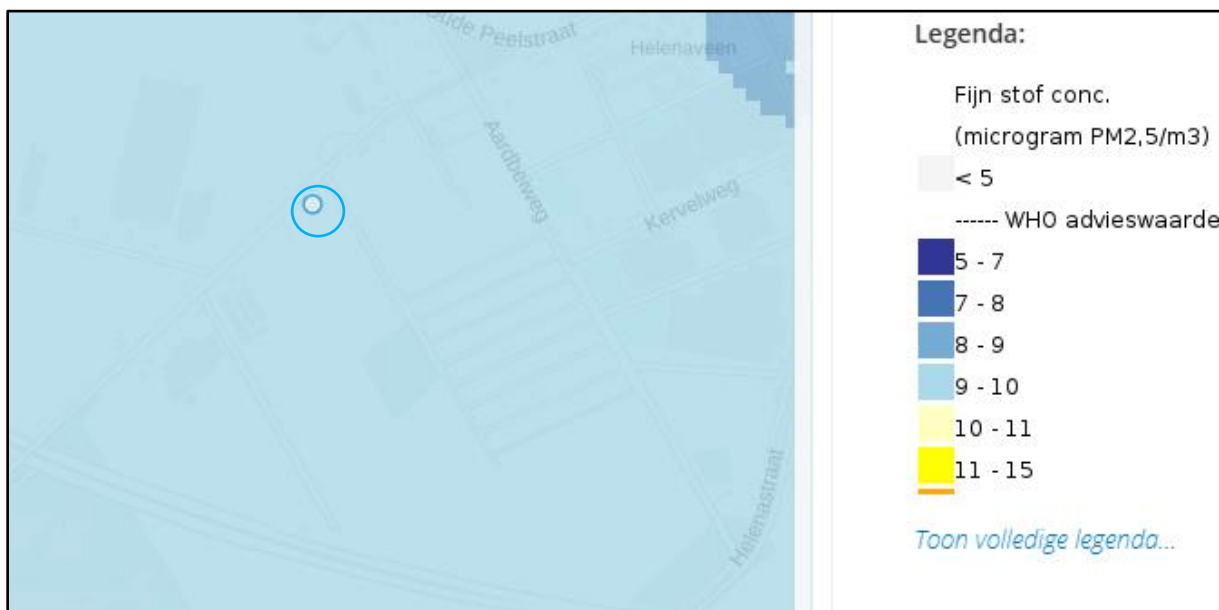 Oude Peelstraat
Helenaveen
Aardbeiweg
Kervelweg
Helenastraat
Legenda:
Fijn stof conc.
(microgram PM2,5/m3)
< 5
------ WHO advieswaarde
5 - 7
7 - 8
8 - 9
9 - 10
10 - 11
11 - 15
Toon volledige legenda...